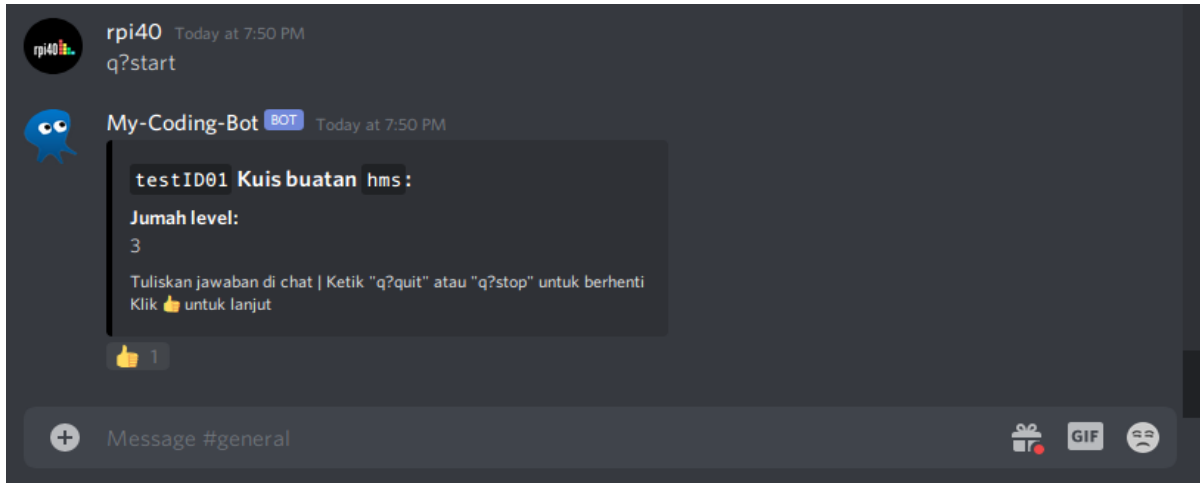 rpi40
rpi40 Today at 7:50 PM
q?start
My-Coding-Bot BOT Today at 7:50 PM
testID01 Kuis buatan hms:
Jumah level:
3
Tuliskan jawaban di chat | Ketik "q?quit" atau "q?stop" untuk berhenti
Klik 👍 untuk lanjut
👍 1
Message #general
GIF